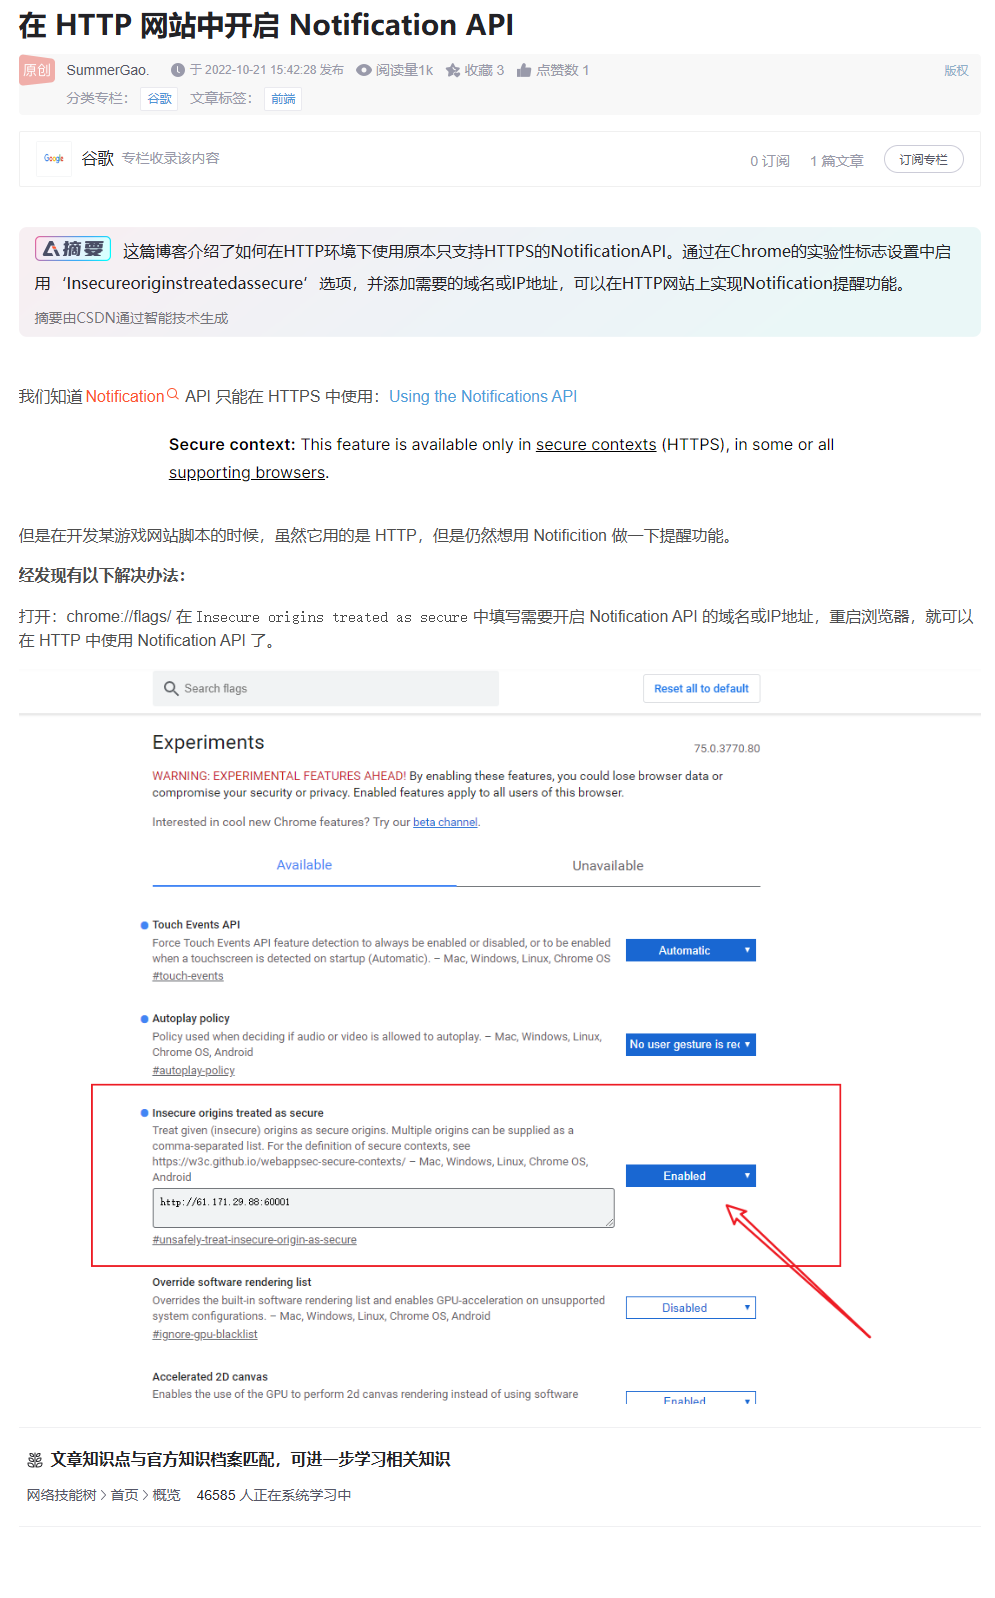 在 HTTP 网站中开启 Notification API
原创 SummerGao. 于 2022-10-21 15:42:28 发布 阅读量1k 收藏 3 点赞数 1 版权
分类专栏： 谷歌 文章标签： 前端
Google 谷歌 专栏收录该内容 0 订阅 1 篇文章 订阅专栏
摘要 这篇博客介绍了如何在HTTP环境下使用原本只支持HTTPS的NotificationAPI。通过在Chrome的实验性标志设置中启
用‘Insecureoriginstreatedassecure’选项，并添加需要的域名或IP地址，可以在HTTP网站上实现Notification提醒功能。
摘要由CSDN通过智能技术生成
我们知道 Notification API 只能在 HTTPS 中使用：Using the Notifications API
Secure context: This feature is available only in secure contexts (HTTPS), in some or all
supporting browsers.
但是在开发某游戏网站脚本的时候，虽然它用的是 HTTP，但是仍然想用 Notificition 做一下提醒功能。
经发现有以下解决办法：
打开：chrome://flags/ 在 Insecure origins treated as secure 中填写需要开启 Notification API 的域名或IP地址，重启浏览器，就可以
在 HTTP 中使用 Notification API 了。
Search flags Reset all to default
Experiments 75.0.3770.80
WARNING: EXPERIMENTAL FEATURES AHEAD! By enabling these features, you could lose browser data or
compromise your security or privacy. Enabled features apply to all users of this browser.
Interested in cool new Chrome features? Try our beta channel.
Available Unavailable
Touch Events API
Force Touch Events API feature detection to always be enabled or disabled, or to be enabled
when a touchscreen is detected on startup (Automatic). – Mac, Windows, Linux, Chrome OS
#touch-events
Automatic
Autoplay policy
Policy used when deciding if audio or video is allowed to autoplay. – Mac, Windows, Linux,
Chrome OS, Android
#autoplay-policy
No user gesture is rec
Insecure origins treated as secure
Treat given (insecure) origins as secure origins. Multiple origins can be supplied as a
comma-separated list. For the definition of secure contexts, see
https://w3c.github.io/webappsec-secure-contexts/ – Mac, Windows, Linux, Chrome OS,
Android
Enabled
http://61.171.29.88:60001
#unsafely-treat-insecure-origin-as-secure
Override software rendering list
Overrides the built-in software rendering list and enables GPU-acceleration on unsupported
system configurations. – Mac, Windows, Linux, Chrome OS, Android
#ignore-gpu-blacklist
Disabled
Accelerated 2D canvas
Enables the use of the GPU to perform 2d canvas rendering instead of using software
Enabled
文章知识点与官方知识档案匹配，可进一步学习相关知识
网络技能树 > 首页 > 概览 46585 人正在系统学习中